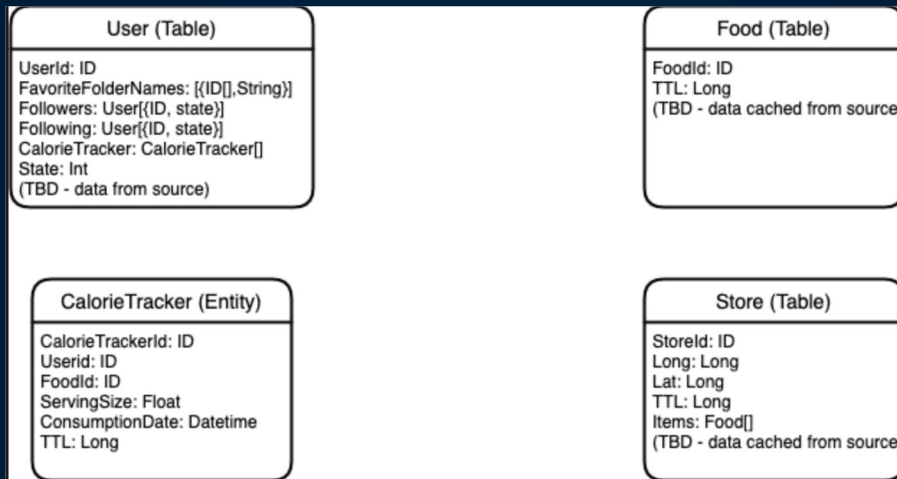 User (Table)
UserId: ID
FavoriteFolderNames: [{ID[],String}]
Followers: User[{ID, state}]
Following: User[{ID, state}]
CalorieTracker: CalorieTracker[]
State: Int
(TBD - data from source)
Food (Table)
FoodId: ID
TTL: Long
(TBD - data cached from source
CalorieTracker (Entity)
CalorieTrackerId: ID
Userid: ID
FoodId: ID
ServingSize: Float
ConsumptionDate: Datetime
TTL: Long
Store (Table)
StoreId: ID
Long: Long
Lat: Long
TTL: Long
Items: Food[]
(TBD - data cached from source